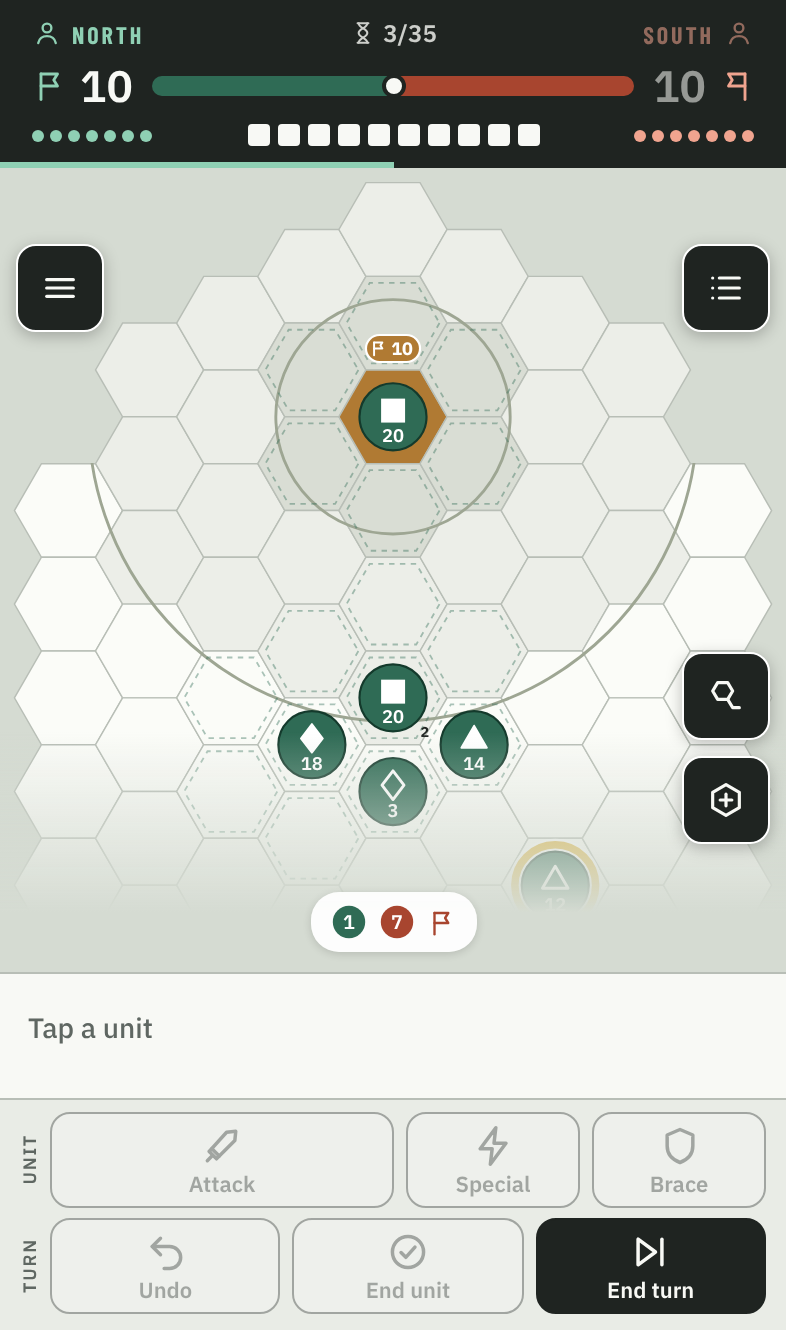 NORTH
3/35
SOUTH
10
10
10
20
20
2
18
14
3
12
1
7
Tap a unit
UNIT
Attack
Special
Brace
TURN
Undo
End unit
End turn